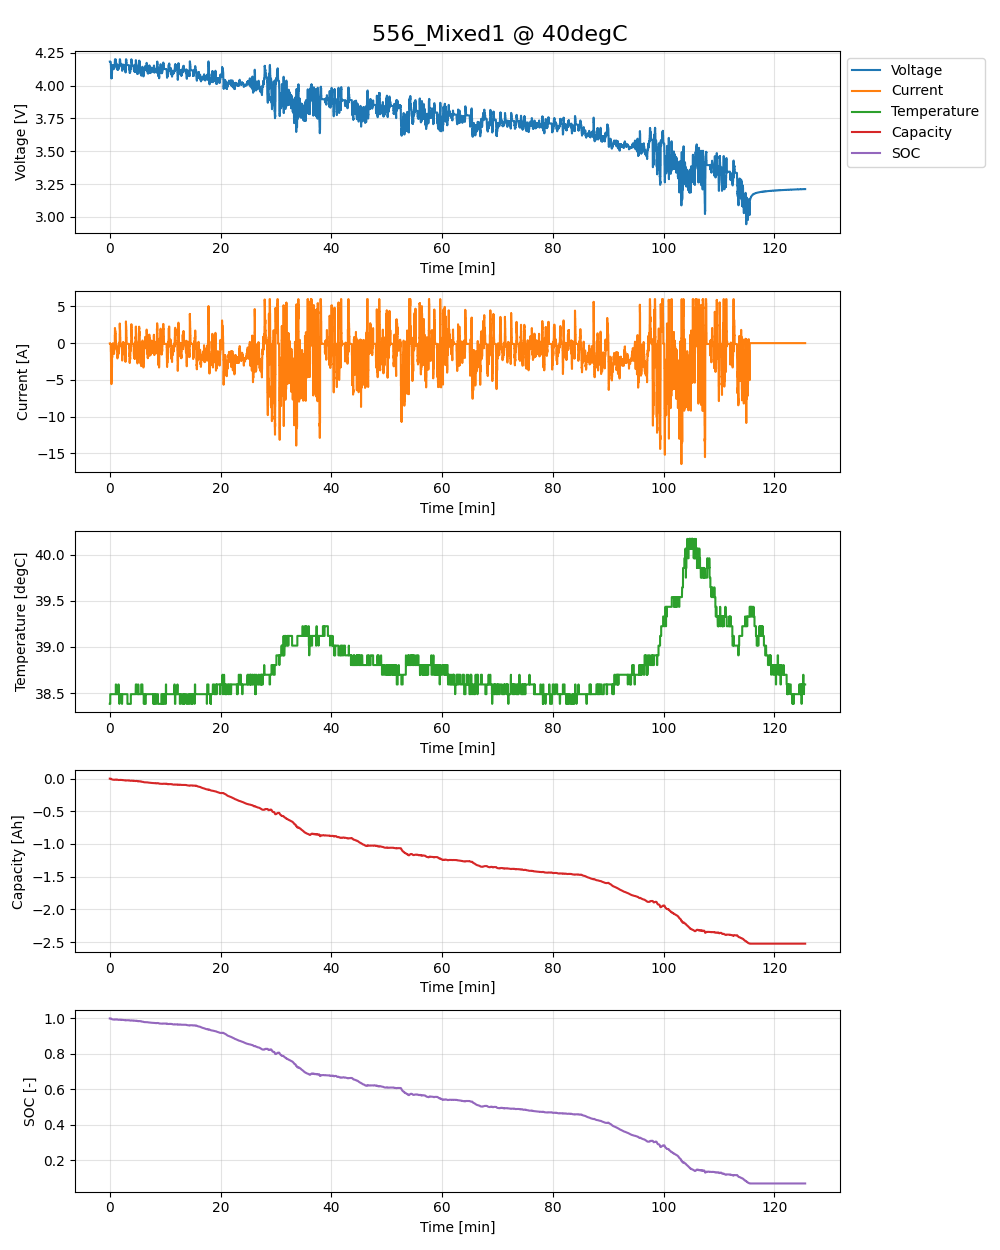 556_Mixed1 @ 40degC
Voltage [V]
4.25
4.00
3.75
3.50
3.25
3.00
0 20 40 60 80 100 120
Time [min]
Voltage
Current
Temperature
Capacity
SOC
Current [A]
5
0
−5
−10
−15
0 20 40 60 80 100 120
Time [min]
Temperature [degC]
40.0
39.5
39.0
38.5
0 20 40 60 80 100 120
Time [min]
Capacity [Ah]
0.0
−0.5
−1.0
−1.5
−2.0
−2.5
0 20 40 60 80 100 120
Time [min]
SOC [-]
1.0
0.8
0.6
0.4
0.2
0 20 40 60 80 100 120
Time [min]